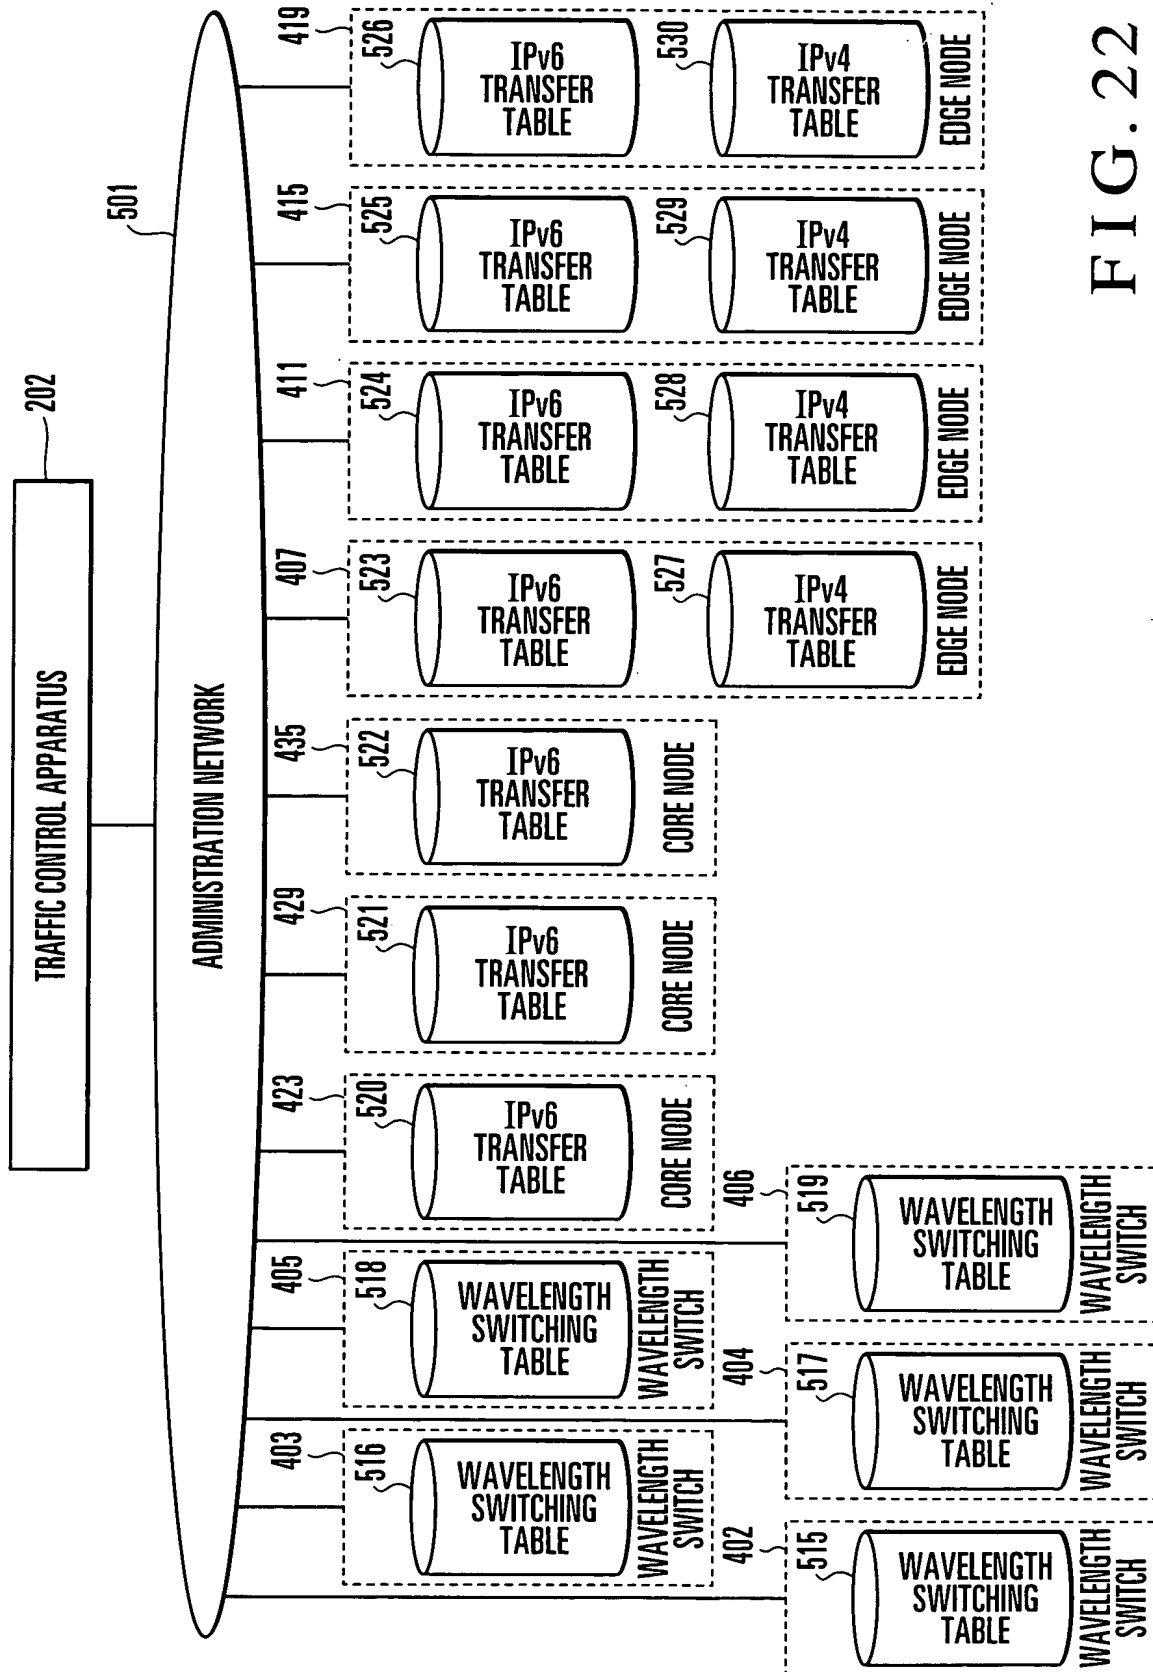 TRAFFIC CONTROL APPARATUS
202
501
ADMINISTRATION NETWORK
402
515
WAVELENGTH
SWITCHING
TABLE
WAVELENGTH
SWITCH
403
516
WAVELENGTH
SWITCHING
TABLE
WAVELENGTH
SWITCH
404
517
WAVELENGTH
SWITCHING
TABLE
WAVELENGTH
SWITCH
405
518
WAVELENGTH
SWITCHING
TABLE
WAVELENGTH
SWITCH
406
519
WAVELENGTH
SWITCHING
TABLE
WAVELENGTH
SWITCH
423
520
IPv6
TRANSFER
TABLE
CORE NODE
429
521
IPv6
TRANSFER
TABLE
CORE NODE
435
522
IPv6
TRANSFER
TABLE
CORE NODE
407
523
IPv6
TRANSFER
TABLE
527
IPv4
TRANSFER
TABLE
EDGE NODE
411
524
IPv6
TRANSFER
TABLE
528
IPv4
TRANSFER
TABLE
EDGE NODE
415
525
IPv6
TRANSFER
TABLE
529
IPv4
TRANSFER
TABLE
EDGE NODE
419
526
IPv6
TRANSFER
TABLE
530
IPv4
TRANSFER
TABLE
EDGE NODE
FIG. 22